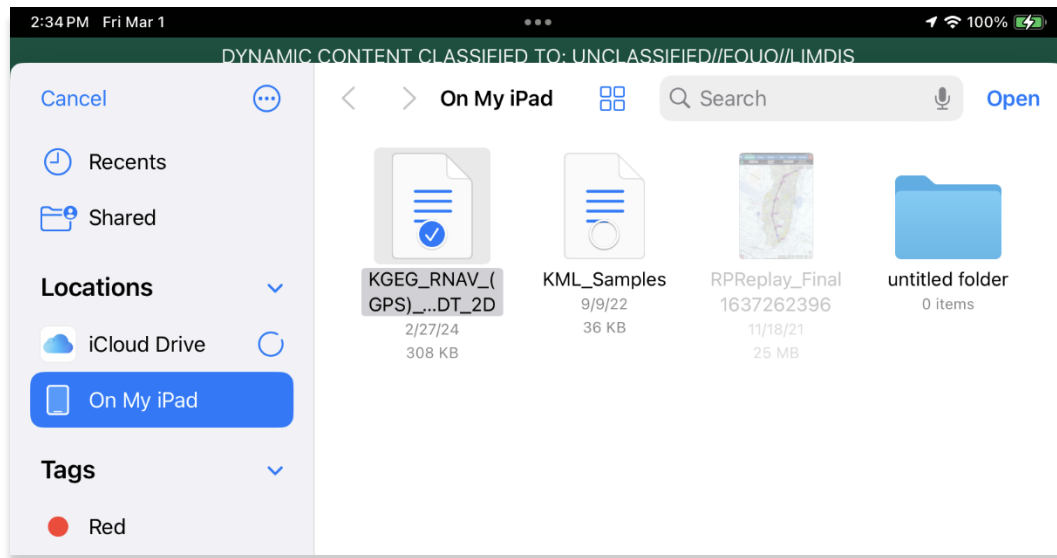 2:34 PM Fri Mar 1
100%
DYNAMIC CONTENT CLASSIFIED TO: UNCLASSIFIED//FOUO//LIMDIS
Cancel
On My iPad
Search
Open
Recents
Shared
Locations
iCloud Drive
On My iPad
Tags
Red
KGEG_RNAV_(
GPS)_...DT_2D
2/27/24
308 KB
KML_Samples
9/9/22
36 KB
RPReplay_Final
1637262396
11/18/21
25 MB
untitled folder
0 items